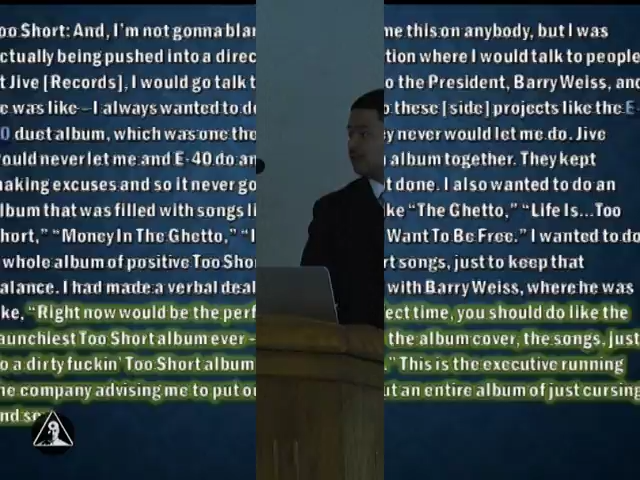 oo Short: And, I'm not gonna blar me this on anybody, but I was
ctually being pushed into a direc tion where I would talk to people
t Jive [Records], I would go talk t o the President, Barry Weiss, and
e was like – I always wanted to do o these [side] projects like the E-
0 duet album, which was one the ey never would let me do. Jive
ould never let me and E-40 do an album together. They kept
aking excuses and so it never go t done. I also wanted to do an
lbum that was filled with songs li ke "The Ghetto," "Life Is...Too
hort," "Money In The Ghetto," "I Want To Be Free." I wanted to do
whole album of positive Too Shor t songs, just to keep that
alance. I had made a verbal deal with Barry Weiss, where he was
ke, "Right now would be the perf ect time, you should do like the
aunchiest Too Short album ever – the album cover, the songs, just
o a dirty fuckin' Too Short album ." This is the executive running
he company advising me to put ou ut an entire album of just cursing
nd se